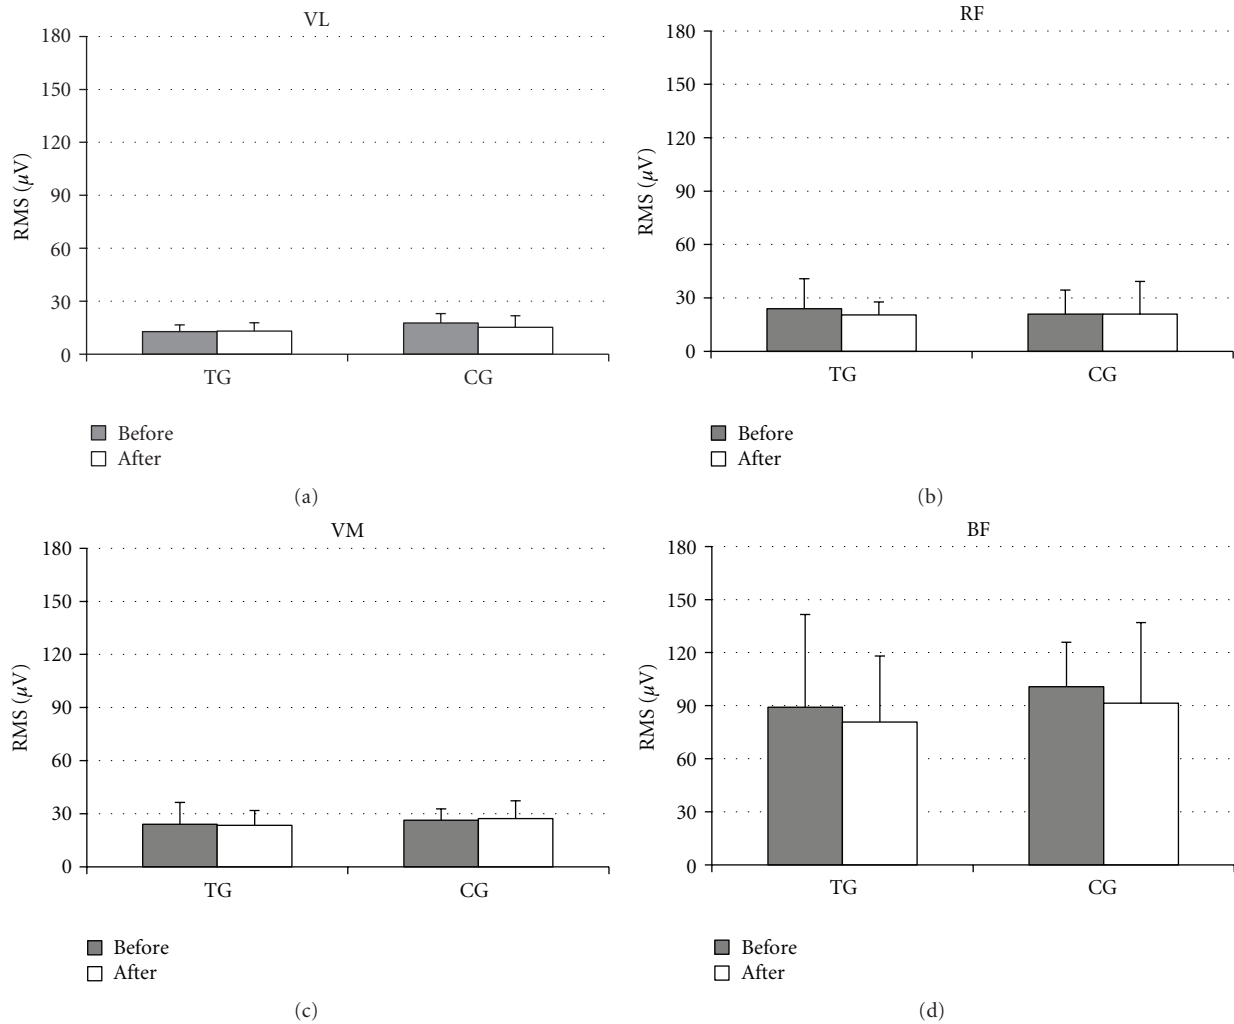 VL
180
150
120
90
60
30
0
RMS (μV)
TG CG
Before
After
(a)
RF
180
150
120
90
60
30
0
RMS (μV)
TG CG
Before
After
(b)
VM
180
150
120
90
60
30
0
RMS (μV)
TG CG
Before
After
(c)
BF
180
150
120
90
60
30
0
RMS (μV)
TG CG
Before
After
(d)